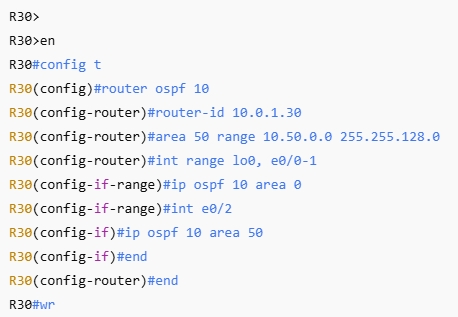 R30>
R30>en
R30#config t
R30(config)#router ospf 10
R30(config-router)#router-id 10.0.1.30
R30(config-router)#area 50 range 10.50.0.0 255.255.128.0
R30(config-router)#int range lo0, e0/0-1
R30(config-if-range)#ip ospf 10 area 0
R30(config-if-range)#int e0/2
R30(config-if)#ip ospf 10 area 50
R30(config-if)#end
R30(config-router)#end
R30#wr